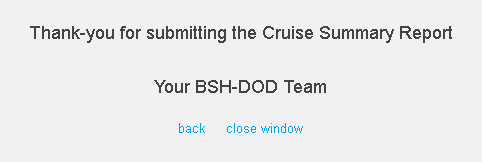 Thank-you for submitting the Cruise Summary Report
Your BSH-DOD Team
back close window